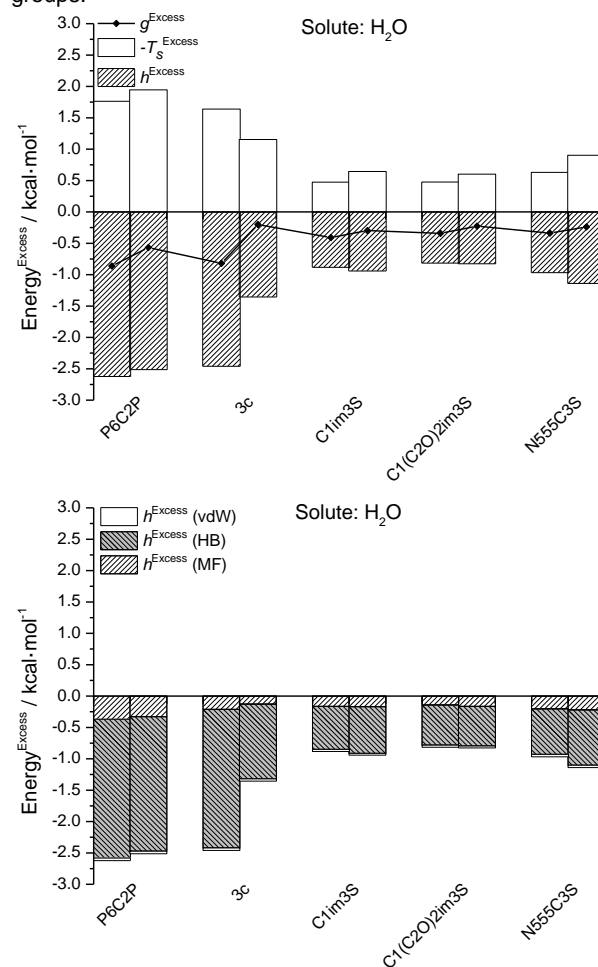 groups.
Solute: H₂O
g^Excess
-T_s^Excess
h^Excess
3.0
2.5
2.0
1.5
1.0
0.5
0.0
-0.5
-1.0
-1.5
-2.0
-2.5
-3.0
Energy^Excess / kcal·mol⁻¹
P6C2P
3c
C1im3S
C1(C2O)2im3S
N555C3S
Solute: H₂O
h^Excess (vdW)
h^Excess (HB)
h^Excess (MF)
3.0
2.5
2.0
1.5
1.0
0.5
0.0
-0.5
-1.0
-1.5
-2.0
-2.5
-3.0
Energy^Excess / kcal·mol⁻¹
P6C2P
3c
C1im3S
C1(C2O)2im3S
N555C3S